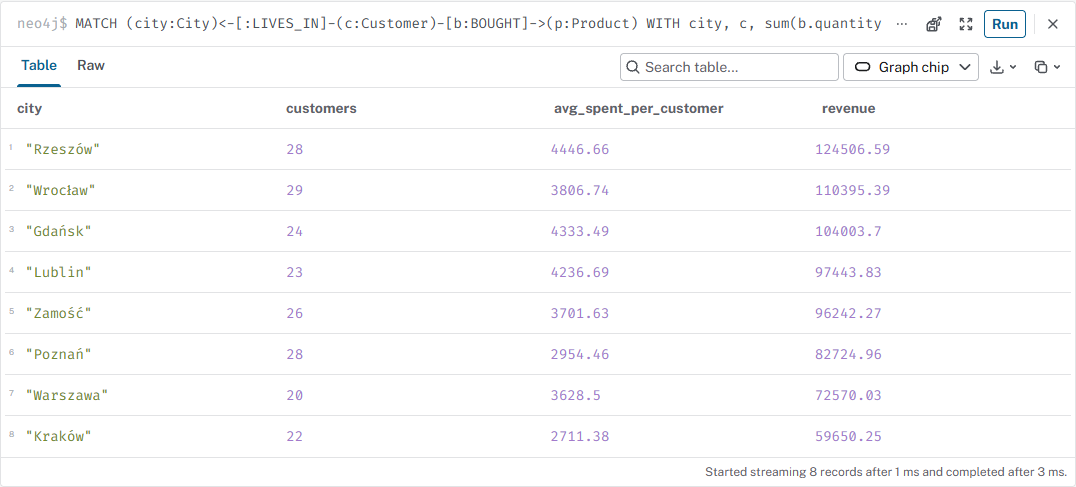 neo4j$ MATCH (city:City)<-[:LIVES_IN]-(c:Customer)-[b:BOUGHT]->(p:Product) WITH city, c, sum(b.quantity ··· Run
Table Raw Search table... Graph chip
city customers avg_spent_per_customer revenue
1 "Rzeszów" 28 4446.66 124506.59
2 "Wrocław" 29 3806.74 110395.39
3 "Gdańsk" 24 4333.49 104003.7
4 "Lublin" 23 4236.69 97443.83
5 "Zamość" 26 3701.63 96242.27
6 "Poznań" 28 2954.46 82724.96
7 "Warszawa" 20 3628.5 72570.03
8 "Kraków" 22 2711.38 59650.25
Started streaming 8 records after 1 ms and completed after 3 ms.